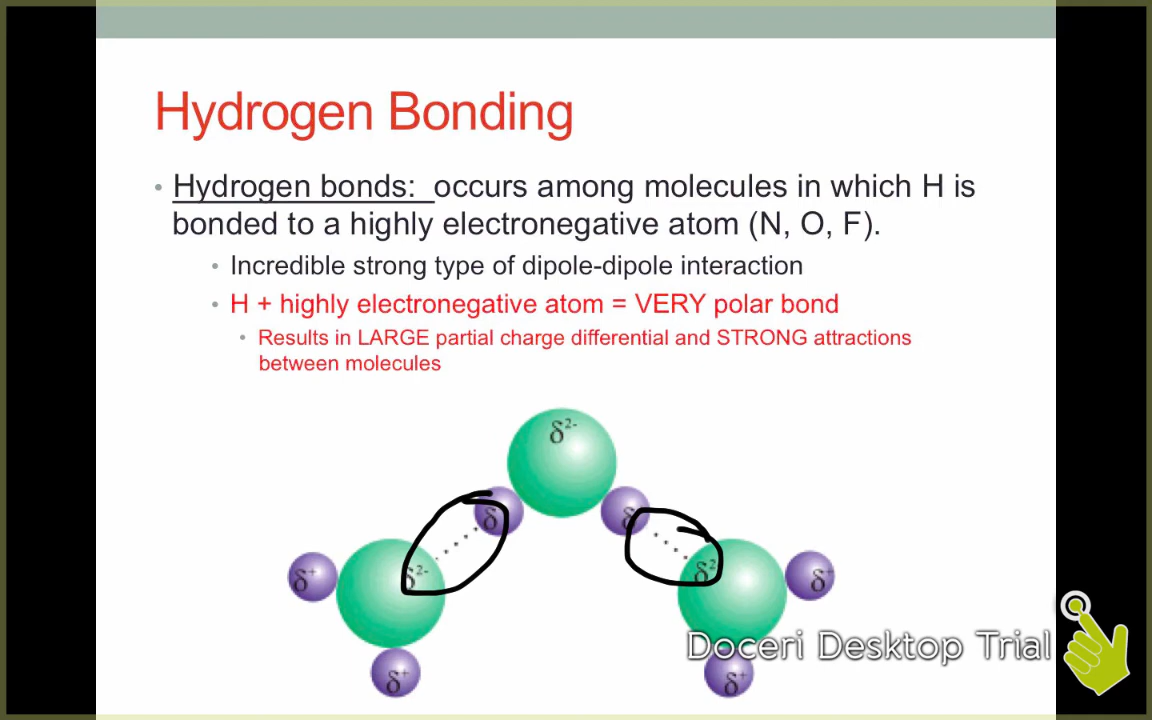 Hydrogen Bonding
• Hydrogen bonds: occurs among molecules in which H is
bonded to a highly electronegative atom (N, O, F).
• Incredible strong type of dipole-dipole interaction
• H + highly electronegative atom = VERY polar bond
• Results in LARGE partial charge differential and STRONG attractions
between molecules
δ²⁻
δ
δ
δ⁺
δ²⁻
δ²
δ⁺
δ⁺
δ⁺
Doceri Desktop Trial